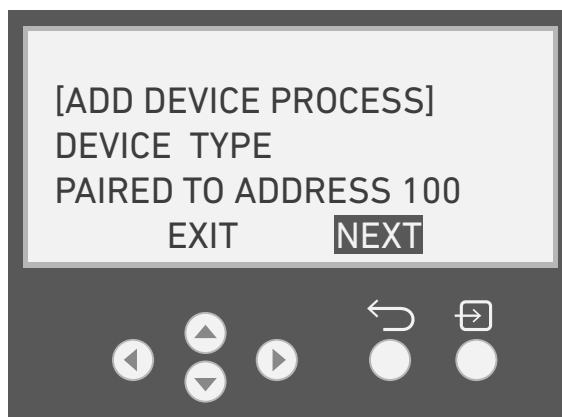 [ADD DEVICE PROCESS]
DEVICE TYPE
PAIRED TO ADDRESS 100
EXIT NEXT